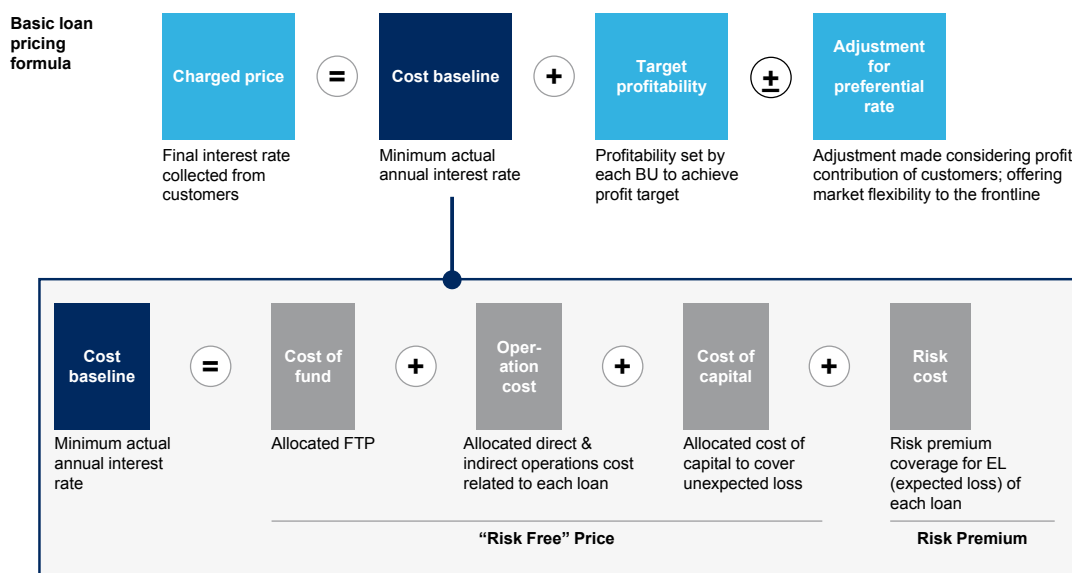 Basic loan
pricing
formula
Charged price
=
Cost baseline
+
Target
profitability
±
Adjustment
for
preferential
rate
Final interest rate
collected from
customers
Minimum actual
annual interest rate
Profitability set by
each BU to achieve
profit target
Adjustment made considering profit
contribution of customers; offering
market flexibility to the frontline
Cost
baseline
=
Cost of
fund
+
Oper-
ation
cost
+
Cost of
capital
+
Risk
cost
Minimum actual
annual interest
rate
Allocated FTP
Allocated direct &
indirect operations cost
related to each loan
Allocated cost of
capital to cover
unexpected loss
Risk premium
coverage for EL
(expected loss) of
each loan
“Risk Free” Price
Risk Premium